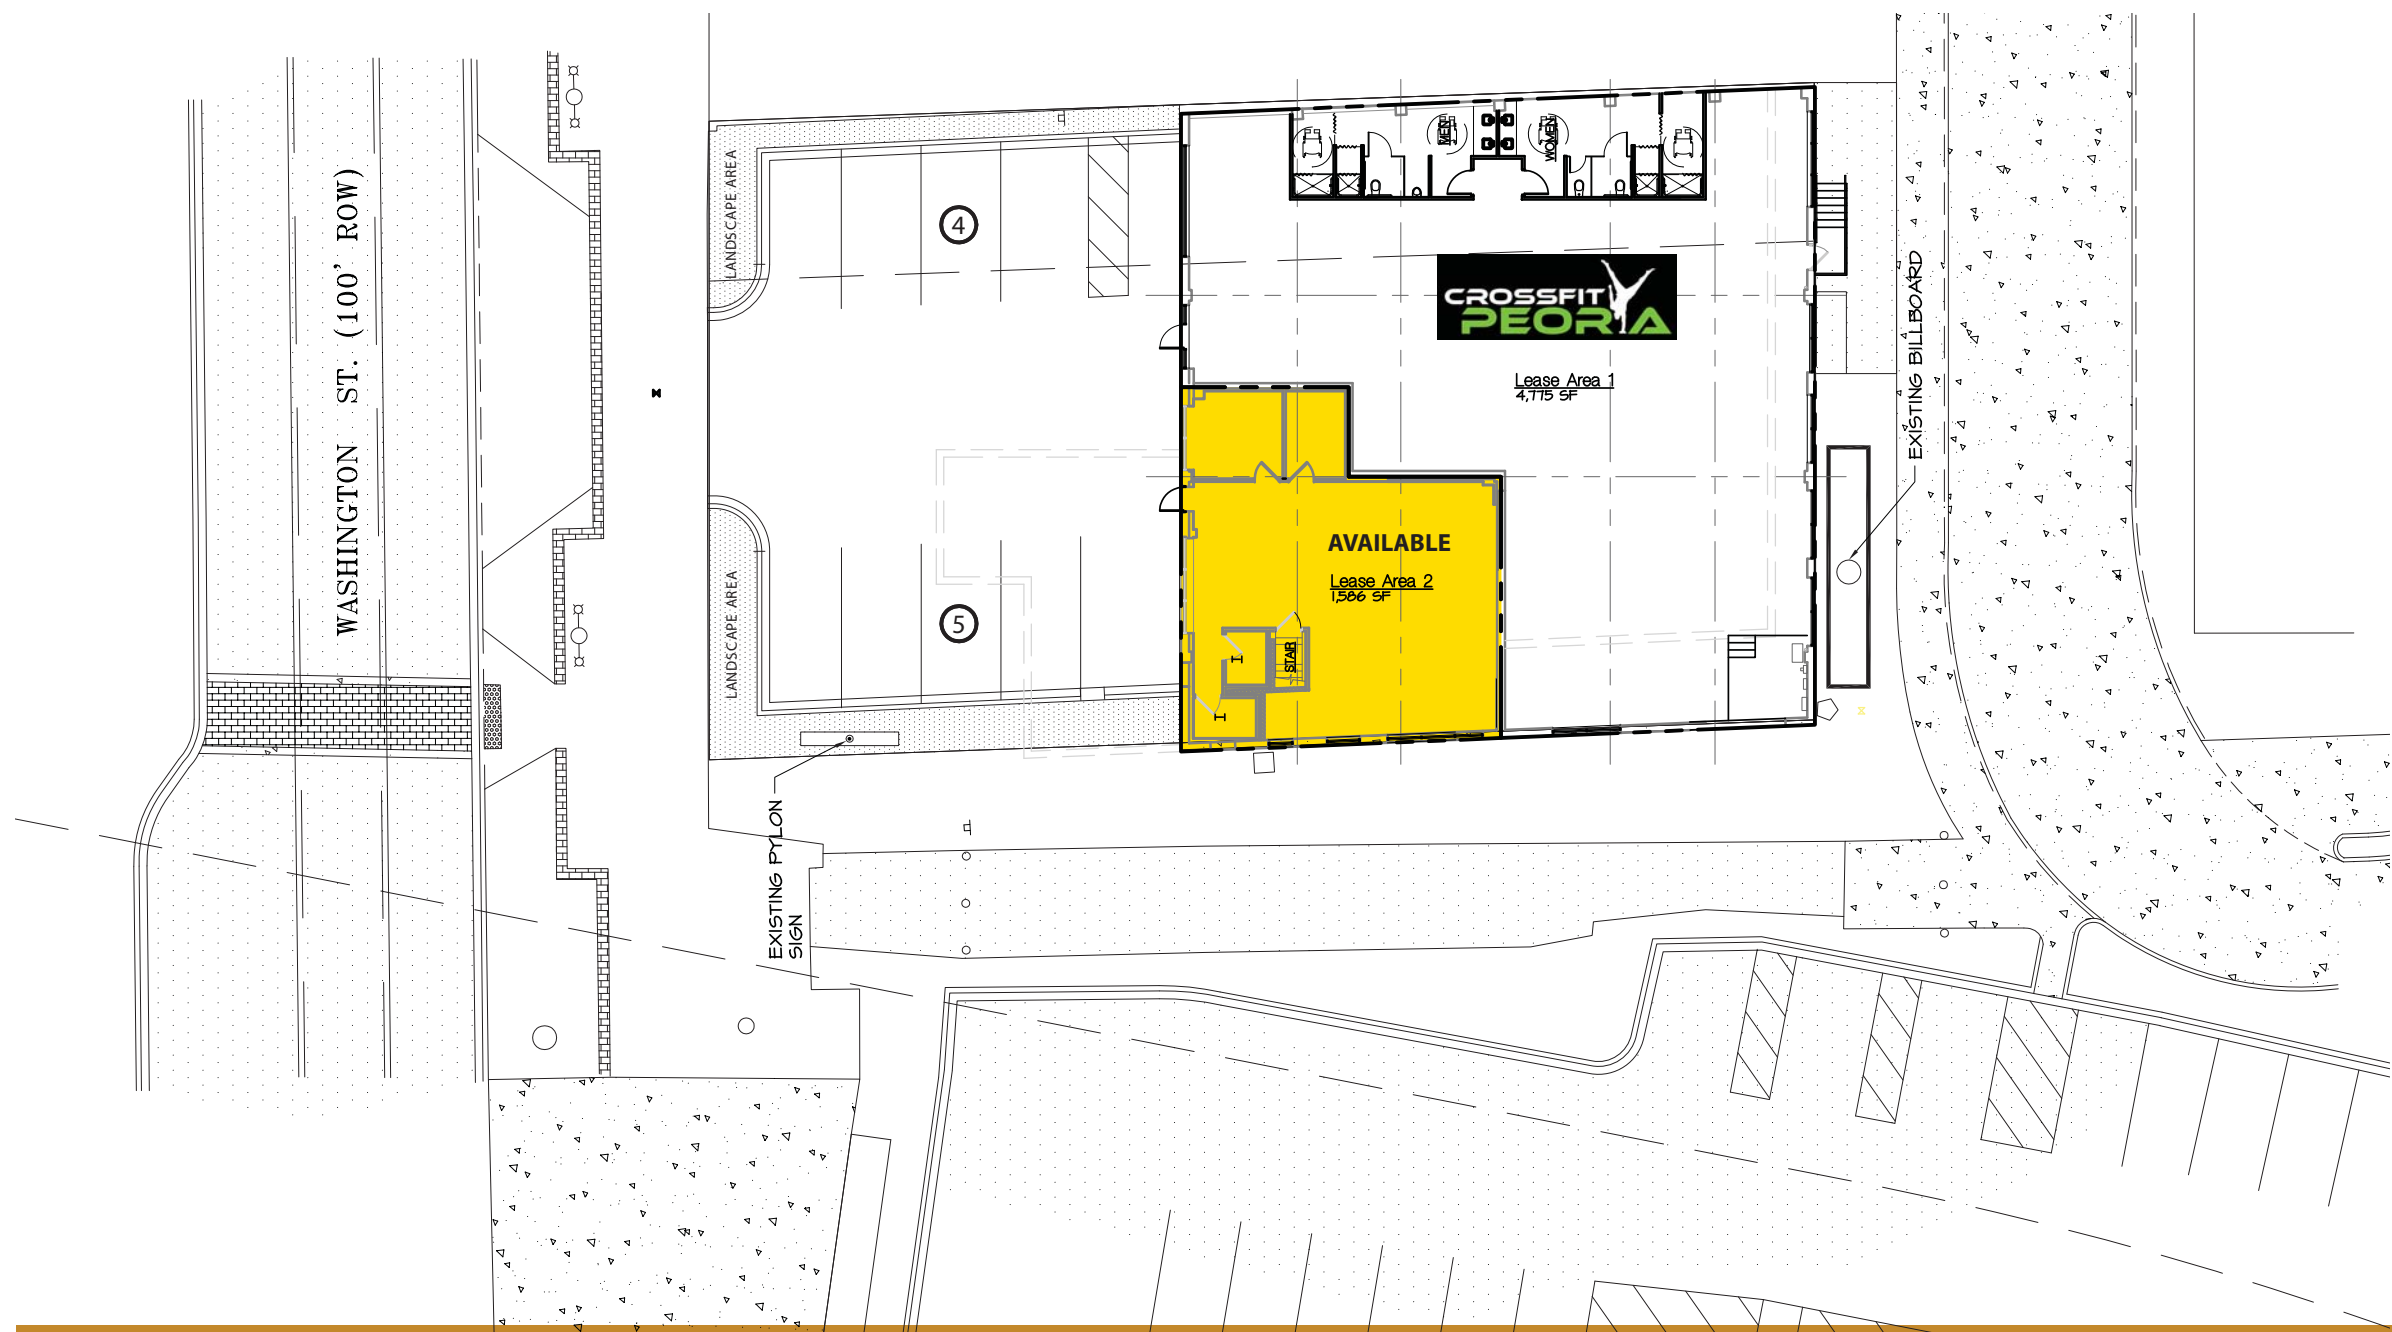 WASHINGTON ST. (100' ROW)
LANDSCAPE AREA
LANDSCAPE AREA
4
5
MEN
WOMEN
CROSSFIT
PEORIA
Lease Area 1
4,775 SF
AVAILABLE
Lease Area 2
1,586 SF
STAIR
EXISTING BILLBOARD
EXISTING PYLON
SIGN